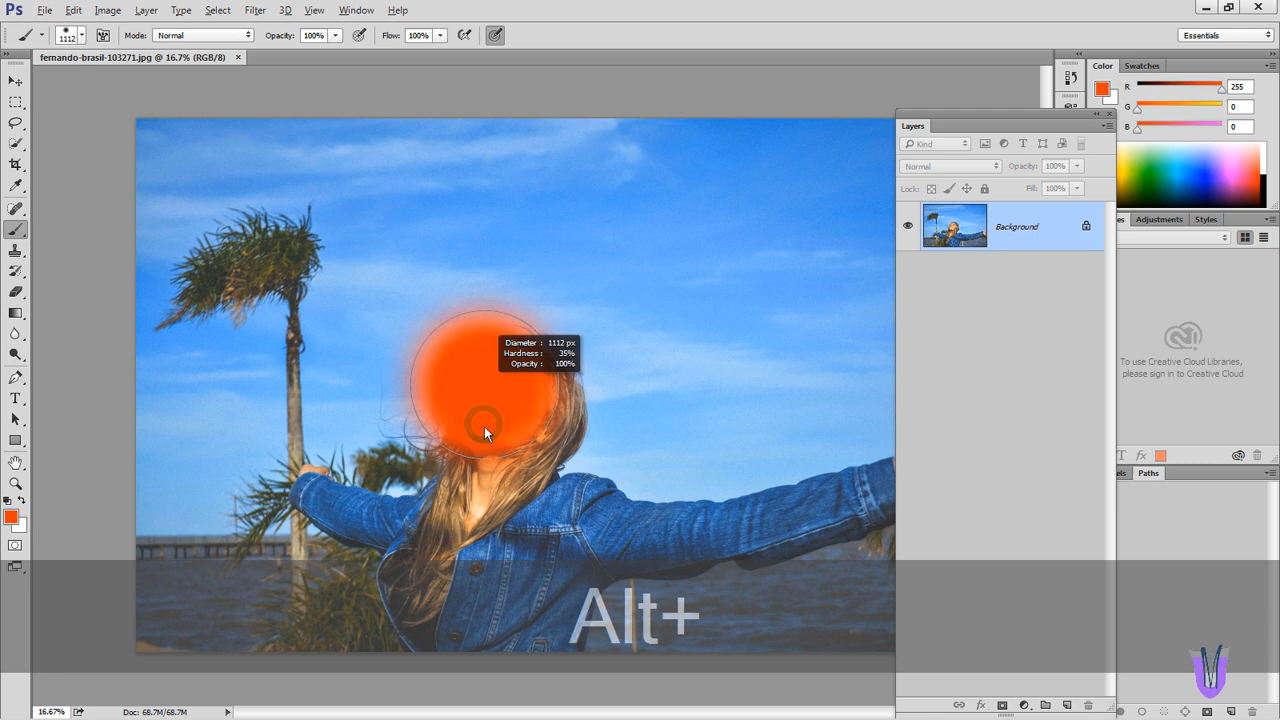 Ps File Edit Image Layer Type Select Filter 3D View Window Help
1112 Mode: Normal Opacity: 100% Flow: 100% Essentials
fernando-brasil-103271.jpg @ 16.7% (RGB/8) ×
Color Swatches
R 255
G 0
B 0
Layers
Kind
Normal Opacity: 100%
Lock: Fill: 100%
Background
Adjustments Styles
To use Creative Cloud Libraries,
please sign in to Creative Cloud
Diameter : 1112 px
Hardness : 35%
Opacity : 100%
Paths
Alt+
16.67% Doc: 68.7M/68.7M